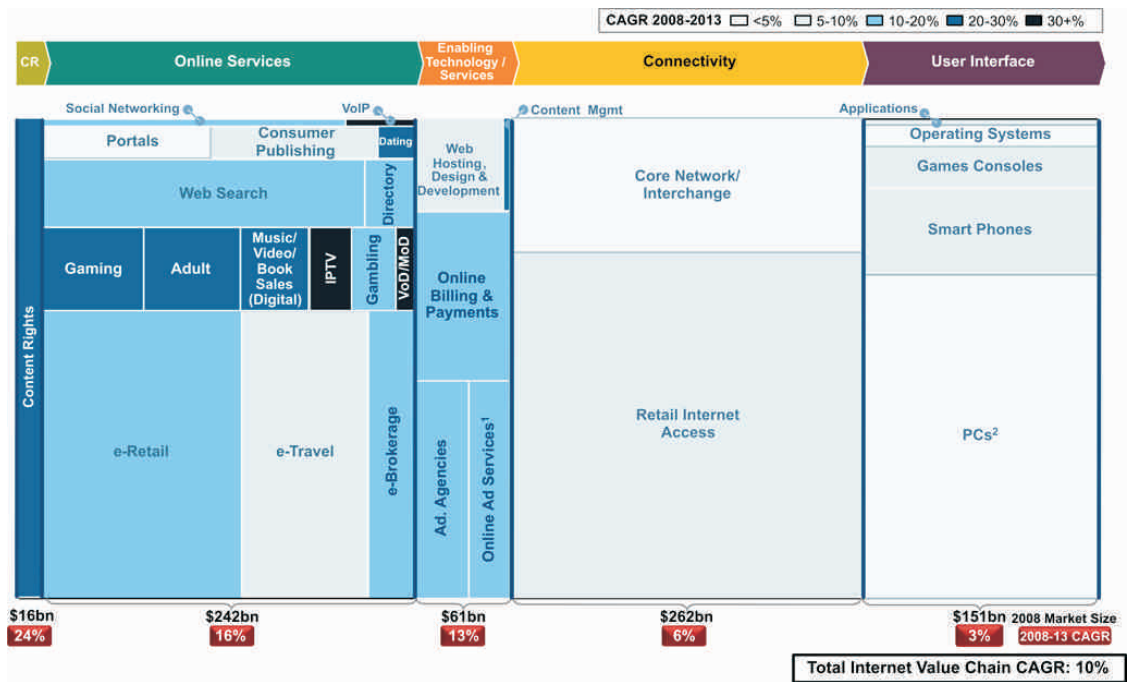 CAGR 2008-2013 <5% 5-10% 10-20% 20-30% 30+%
CR
Online Services
Enabling
Technology /
Services
Connectivity
User Interface
Social Networking
VoIP
Content Mgmt
Applications
Portals
Consumer
Publishing
Dating
Web
Hosting,
Design &
Development
Core Network/
Interchange
Operating Systems
Games Consoles
Smart Phones
Web Search
Directory
Gaming
Adult
Music/
Video/
Book
Sales
(Digital)
IPTV
Gambling
VoD/MoD
Online
Billing &
Payments
Content Rights
e-Retail
e-Travel
e-Brokerage
Ad. Agencies
Online Ad Services1
Retail Internet
Access
PCs2
$16bn
24%
$242bn
16%
$61bn
13%
$262bn
6%
$151bn
3%
2008 Market Size
2008-13 CAGR
Total Internet Value Chain CAGR: 10%